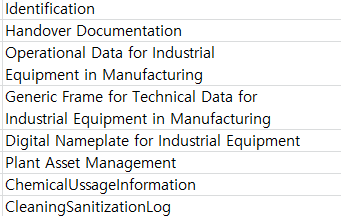 Identification
Handover Documentation
Operational Data for Industrial
Equipment in Manufacturing
Generic Frame for Technical Data for
Industrial Equipment in Manufacturing
Digital Nameplate for Industrial Equipment
Plant Asset Management
ChemicalUssageInformation
CleaningSanitizationLog